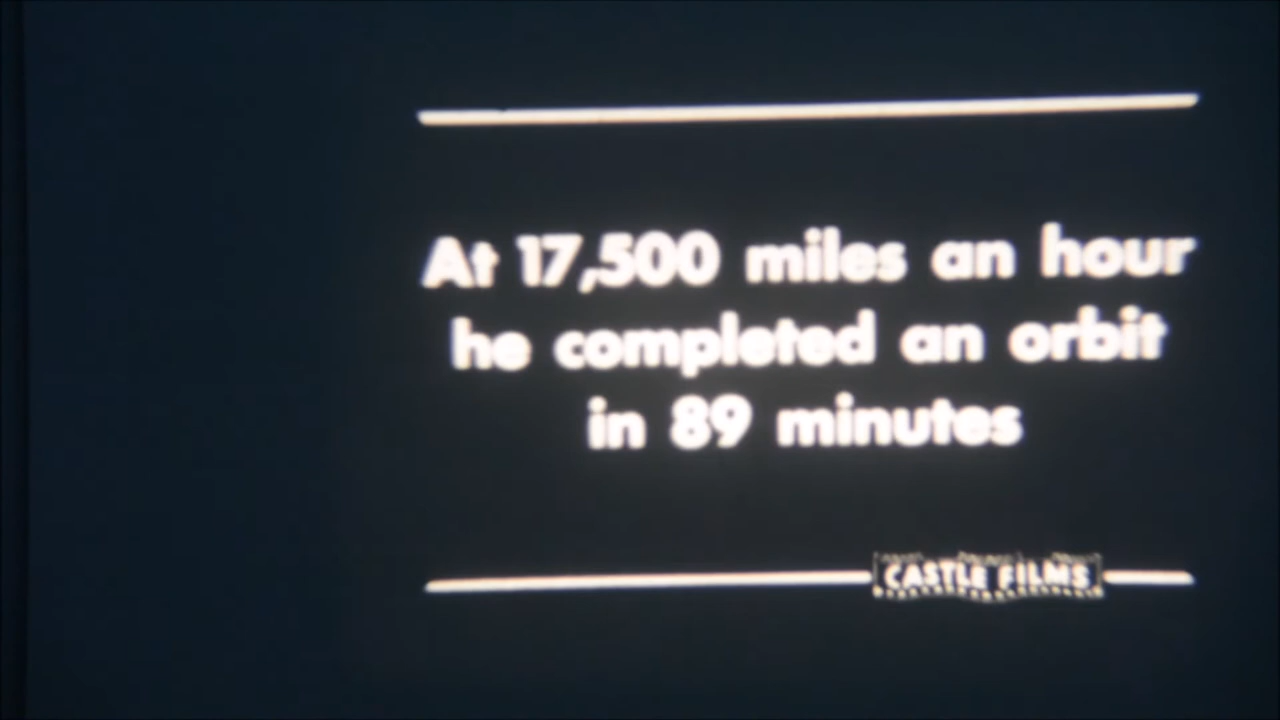 At 17,500 miles an hour
he completed an orbit
in 89 minutes
CASTLE FILMS